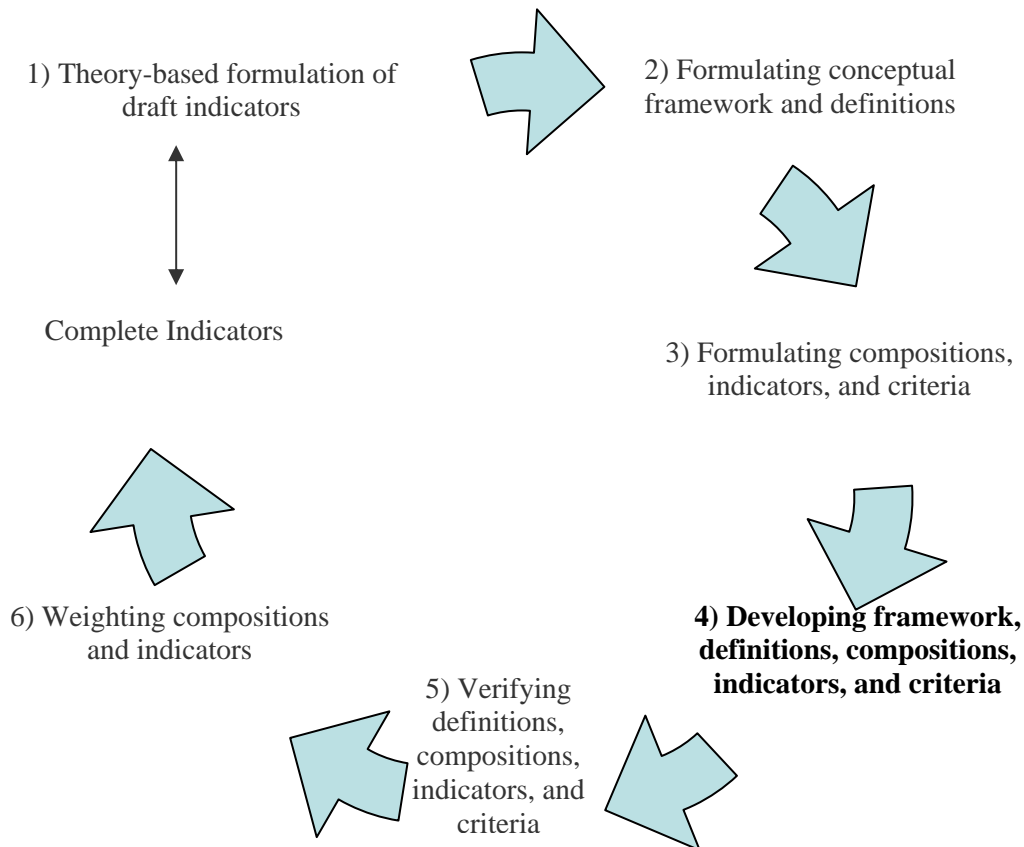 1) Theory-based formulation of
draft indicators
2) Formulating conceptual
framework and definitions
3) Formulating compositions,
indicators, and criteria
4) Developing framework,
definitions, compositions,
indicators, and criteria
5) Verifying
definitions,
compositions,
indicators, and
criteria
6) Weighting compositions
and indicators
Complete Indicators